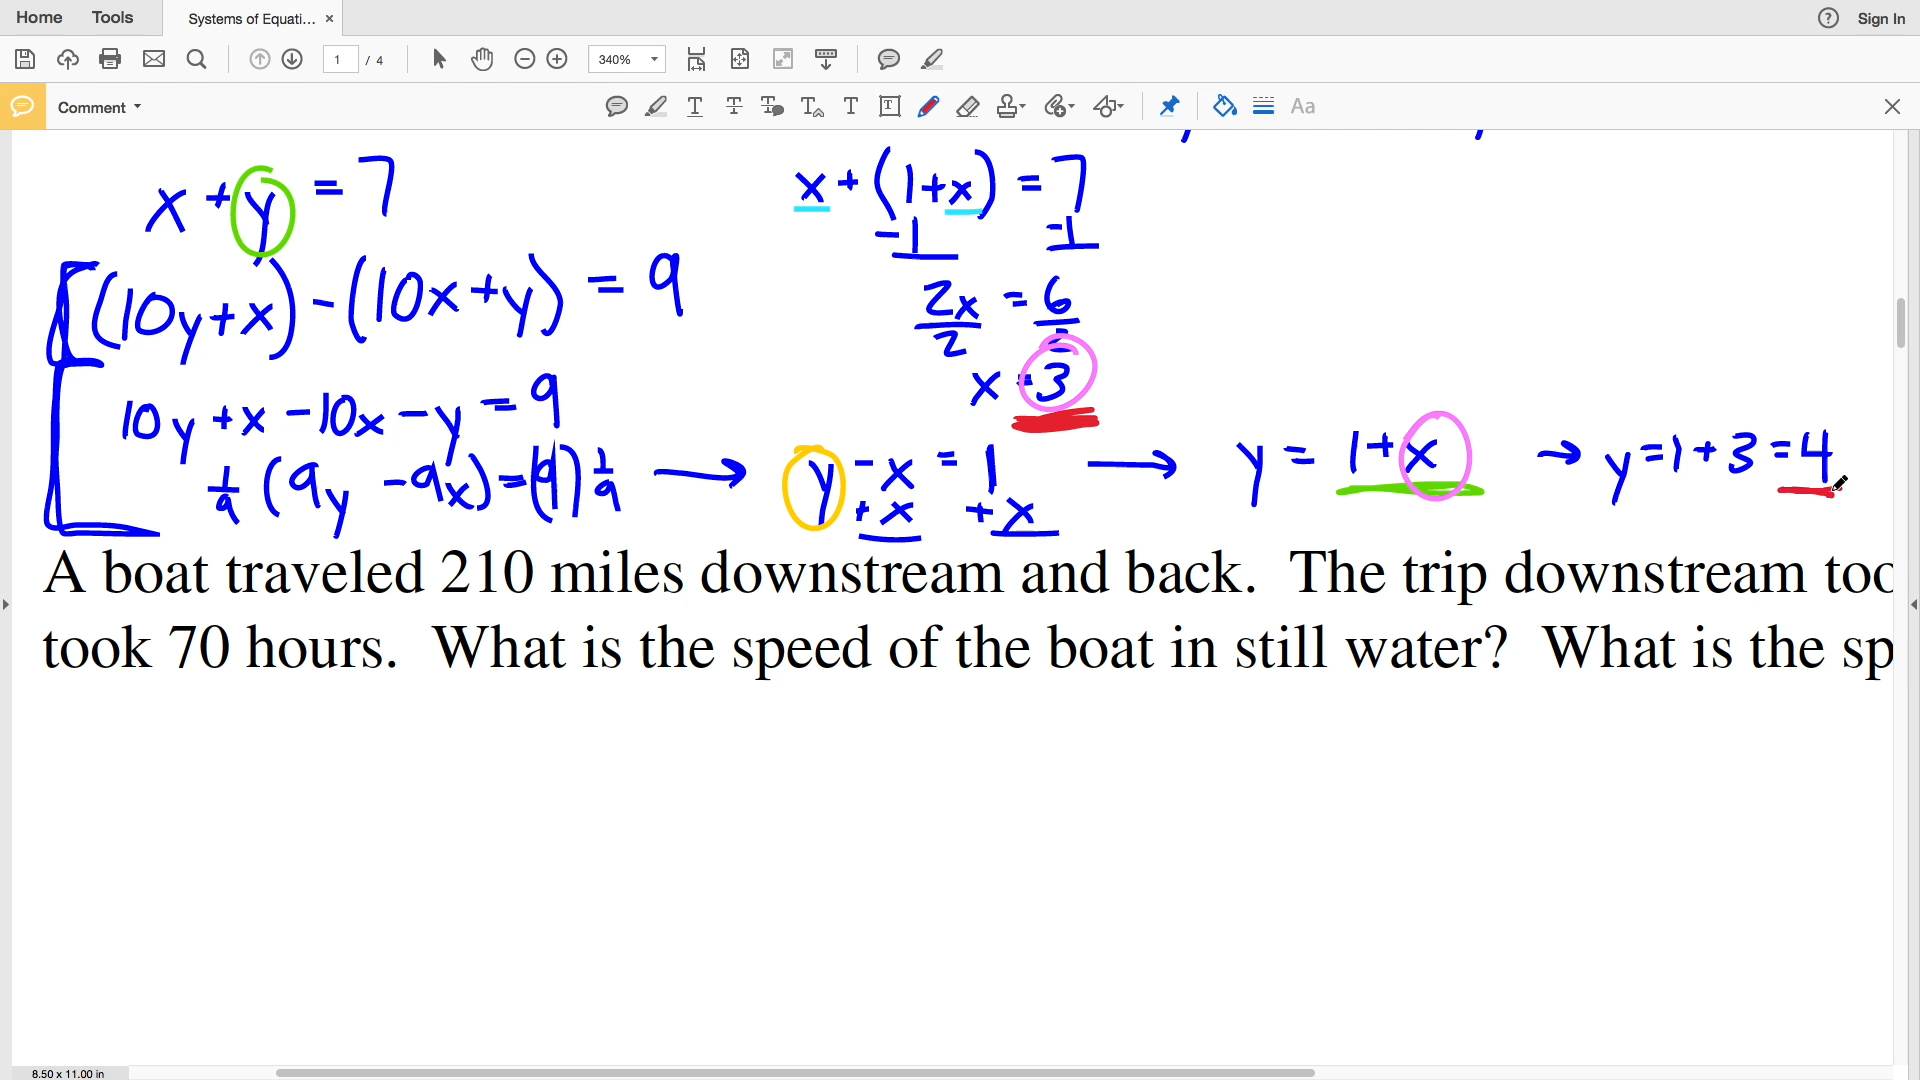 Home Tools Systems of Equati... × Sign In
1 / 4 340%
Comment Aa
x + y = 7
x + (1+x) = 7
-1 -1
(10y+x) - (10x+y) = 9
2x = 6
2 2
x = 3
10y + x - 10x - y = 9
1/9 (9y - 9x) = (9) 1/9 → y - x = 1 → y = 1 + x → y = 1 + 3 = 4
+x +x
A boat traveled 210 miles downstream and back. The trip downstream
took 70 hours. What is the speed of the boat in still water? What is the
8.50 x 11.00 in